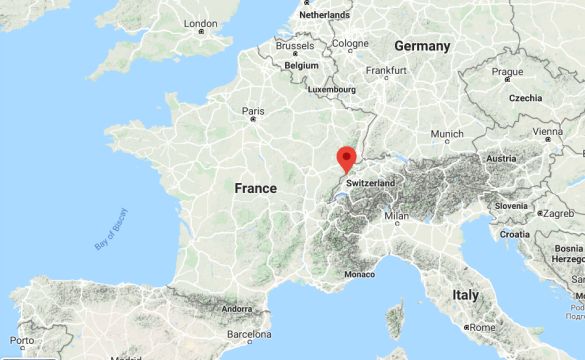 Netherlands
London
Brussels
Cologne
Germany
Belgium
Frankfurt
Prague
Luxembourg
Czechia
Paris
Munich
Vienna
Austria
France
Switzerland
Slovenia
Milan
Zagreb
Bay of Biscay
Croatia
Bosnia
Herzeg
Monaco
Italy
Andorra
Rome
Barcelona
Porto